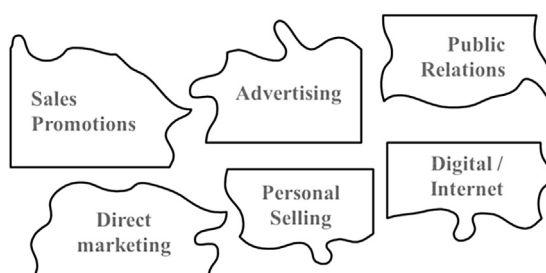 Sales
Promotions
Advertising
Public
Relations
Direct
marketing
Personal
Selling
Digital /
Internet